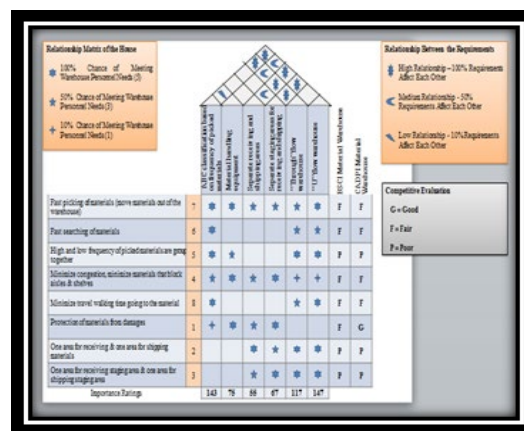 Relationship Matrix of the House
100% Chance of Meeting
Warehouse Personnel Needs (5)
50% Chance of Meeting Warehouse
Personnel Needs (3)
10% Chance of Meeting Warehouse
Personnel Needs (1)
Relationship Between the Requirements
High Relationship – 100% Requirements
Affect Each Other
Medium Relationship - 50%
Requirements Affect Each Other
Low Relationship - 10% Requirements
Affect Each Other
Competitive Evaluation
G = Good
F = Fair
P = Poor
ABC classification based
on frequency of picked
materials
Material handling
equipment
Separate receiving and
shipping areas
Separate staging areas for
receiving and shipping
"Through" flow
warehouse
"U" flow warehouse
Material Warehouse
CADPI Material
Warehouse
Fast picking of materials (move materials out of the
warehouse) 7 F F
Fast searching of materials 6 F F
High and low frequency of picked materials are
together 5 F F
Minimize congestion, minimize materials that block
aisles & shelves 4 F F
Minimize travel walking time going to the material 8 F F
Protection of materials from damages 1 F G
One area for receiving & one area for shipping
materials 2 P P
One area for receiving staging area & one area for
shipping staging area 3 P P
Importance Ratings 143 75 55 67 117 147